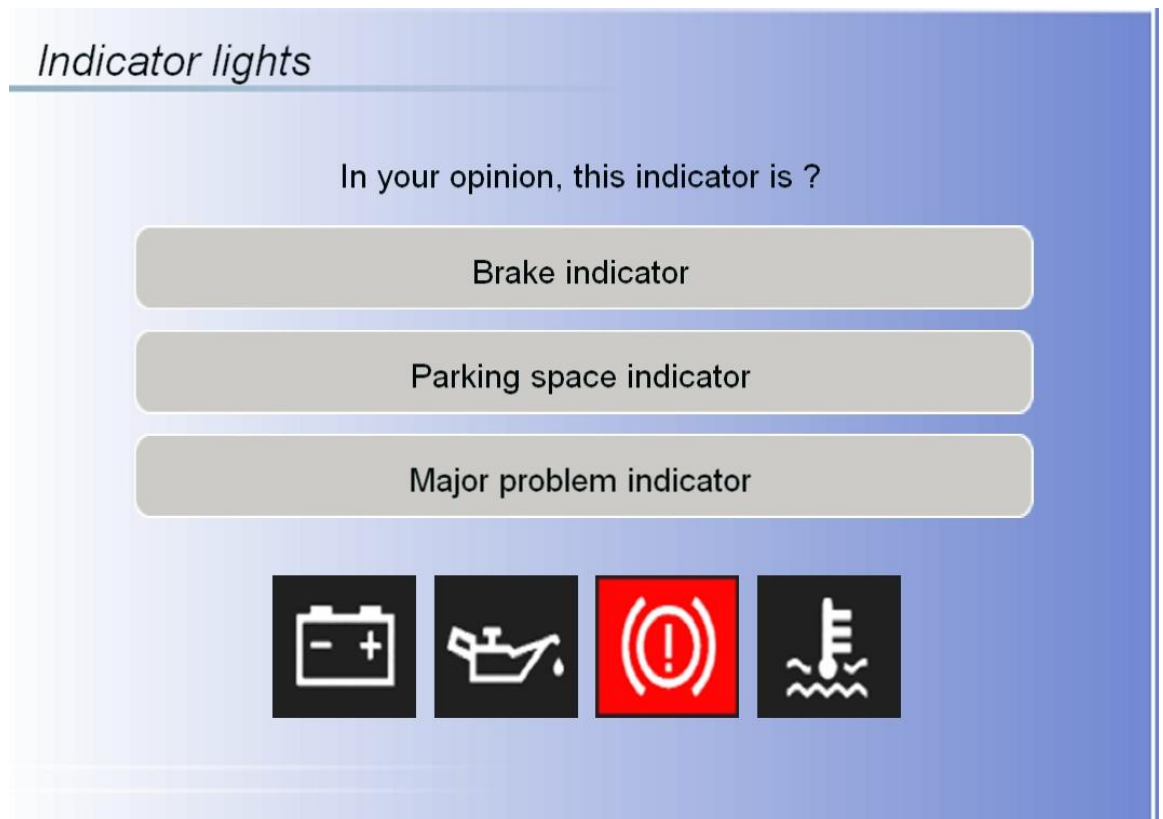 Indicator lights
In your opinion, this indicator is ?
Brake indicator
Parking space indicator
Major problem indicator